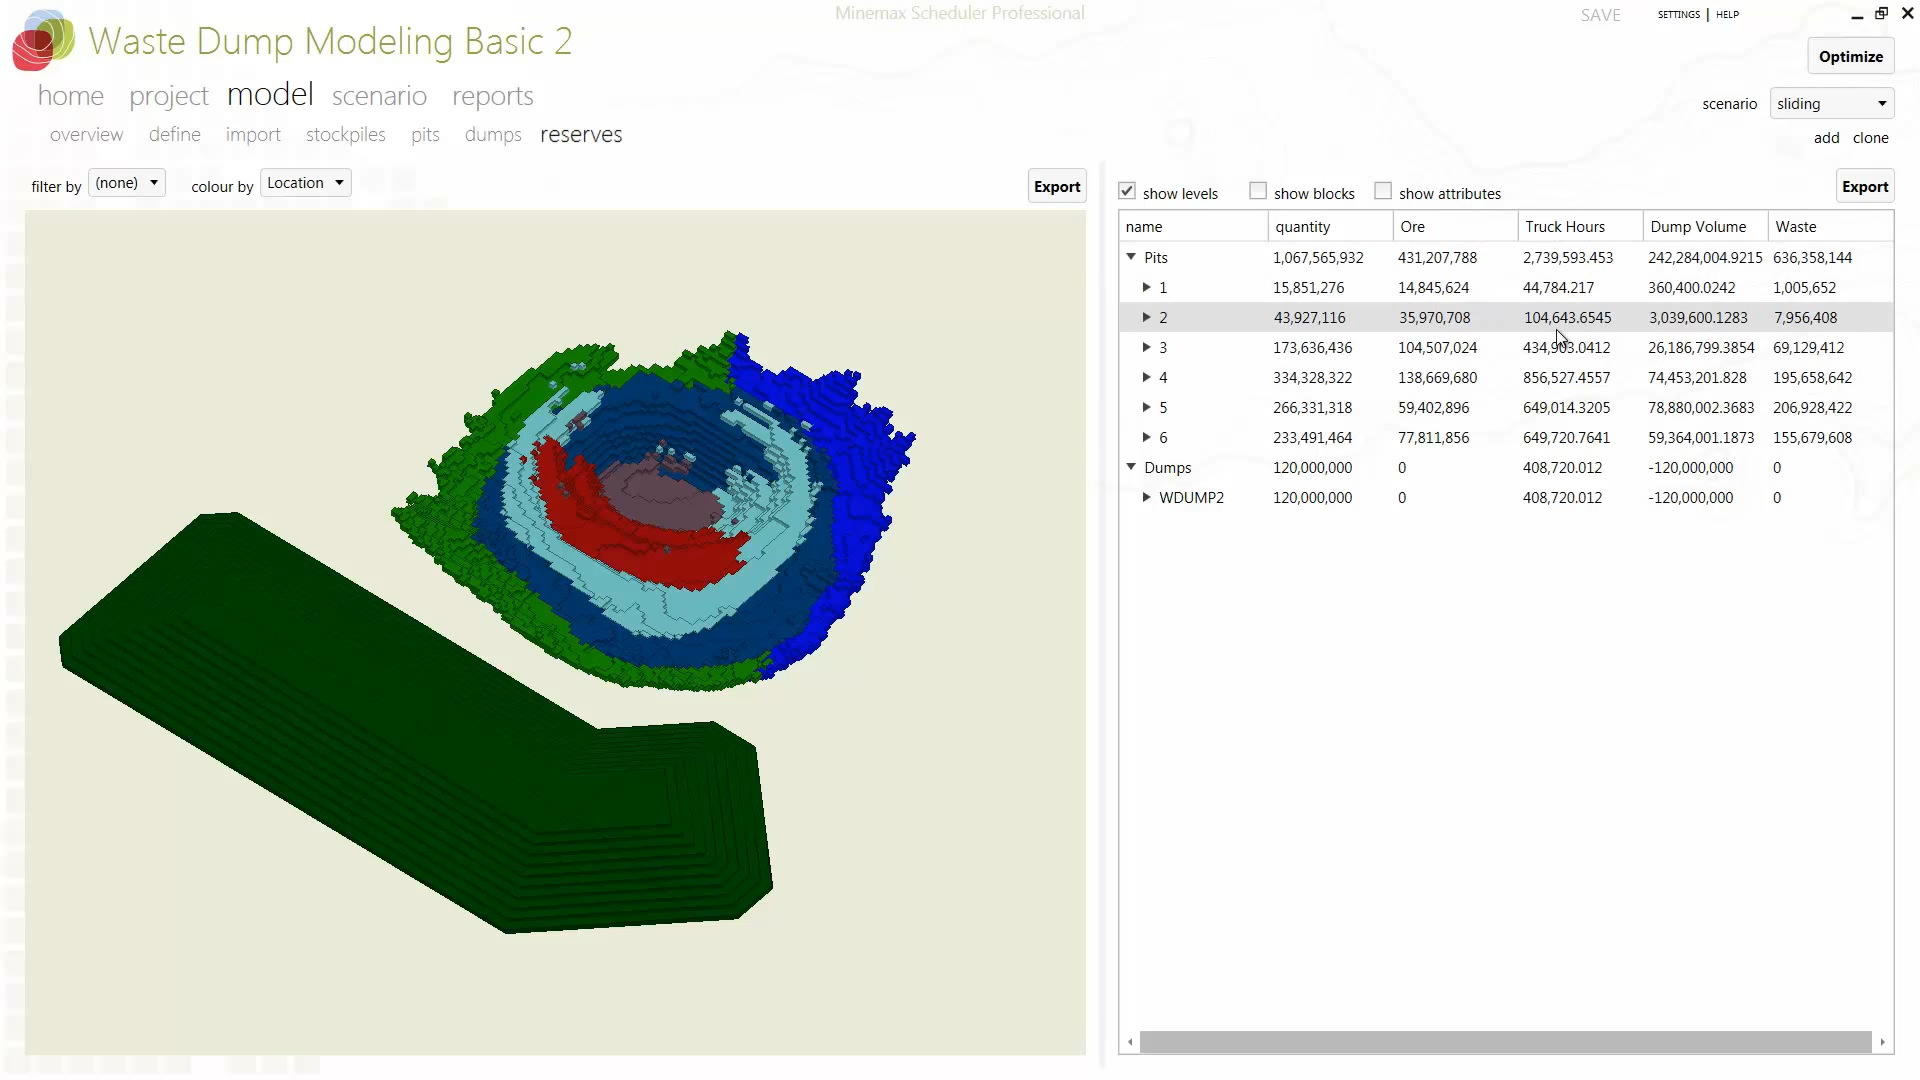 Minemax Scheduler Professional
SAVE
SETTINGS | HELP
Waste Dump Modeling Basic 2
Optimize
home project model scenario reports
scenario sliding
overview define import stockpiles pits dumps reserves
add clone
filter by (none) colour by Location Export
show levels show blocks show attributes Export
name quantity Ore Truck Hours Dump Volume Waste
Pits 1,067,565,932 431,207,788 2,739,593.453 242,284,004.9215 636,358,144
1 15,851,276 14,845,624 44,784.217 360,400.0242 1,005,652
2 43,927,116 35,970,708 104,643.6545 3,039,600.1283 7,956,408
3 173,636,436 104,507,024 434,903.0412 26,186,799.3854 69,129,412
4 334,328,322 138,669,680 856,527.4557 74,453,201.828 195,658,642
5 266,331,318 59,402,896 649,014.3205 78,880,002.3683 206,928,422
6 233,491,464 77,811,856 649,720.7641 59,364,001.1873 155,679,608
Dumps 120,000,000 0 408,720.012 -120,000,000 0
WDUMP2 120,000,000 0 408,720.012 -120,000,000 0